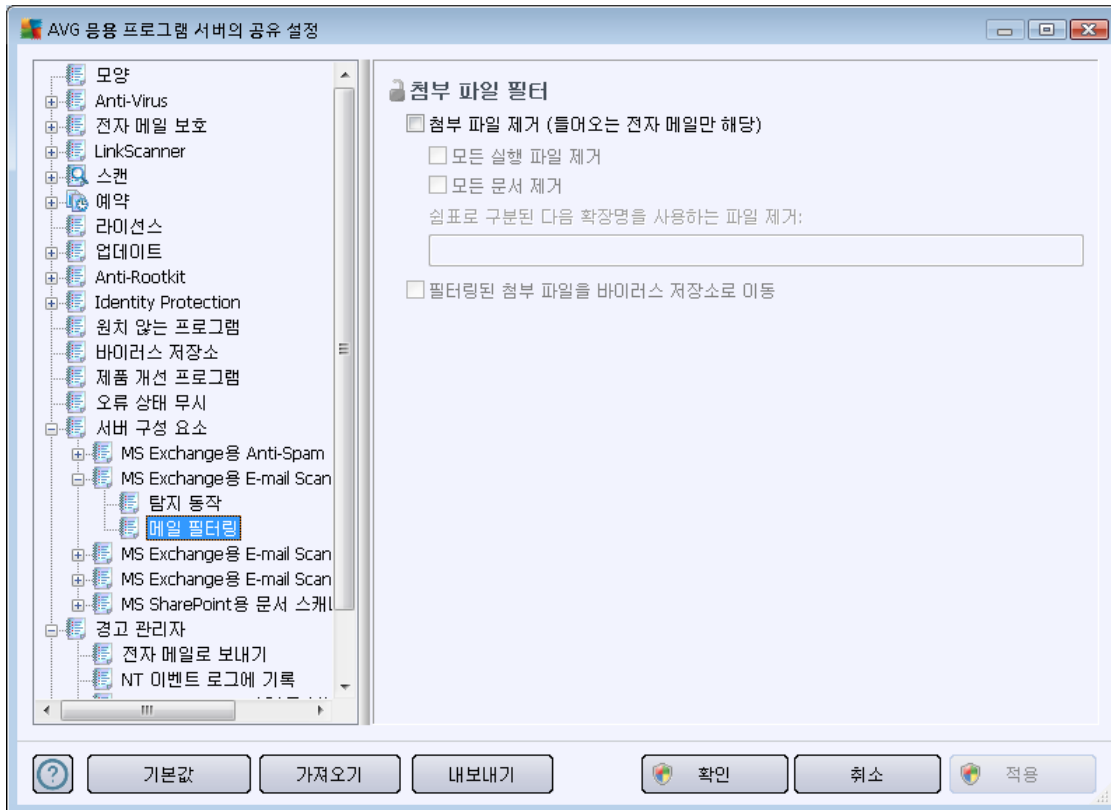 AVG 응용 프로그램 서버의 공유 설정
모양
Anti-Virus
전자 메일 보호
LinkScanner
스캔
예약
라이선스
업데이트
Anti-Rootkit
Identity Protection
원치 않는 프로그램
바이러스 저장소
제품 개선 프로그램
오류 상태 무시
서버 구성 요소
MS Exchange용 Anti-Spam
MS Exchange용 E-mail Scan
탐지 동작
메일 필터링
MS Exchange용 E-mail Scan
MS Exchange용 E-mail Scan
MS SharePoint용 문서 스캐
경고 관리자
전자 메일로 보내기
NT 이벤트 로그에 기록
첨부 파일 필터
첨부 파일 제거 (들어오는 전자 메일만 해당)
모든 실행 파일 제거
모든 문서 제거
쉼표로 구분된 다음 확장명을 사용하는 파일 제거:
필터링된 첨부 파일을 바이러스 저장소로 이동
기본값
가져오기
내보내기
확인
취소
적용